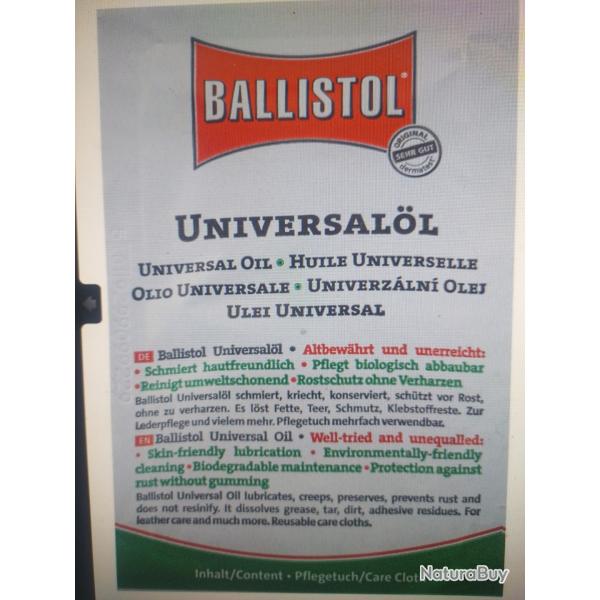 BALLISTOL®
ORIGINAL
SEHR GUT
dermatest®
UNIVERSALÖL
UNIVERSAL OIL • HUILE UNIVERSELLE
OLIO UNIVERSALE • UNIVERZÁLNÍ OLEJ
ULEI UNIVERSAL
DE Ballistol Universalöl • Altbewährt und unerreicht:
• Schmiert hautfreundlich • Pflegt biologisch abbaubar
•Reinigt umweltschonend •Rostschutz ohne Verharzen
Ballistol Universalöl schmiert, kriecht, konserviert, schützt vor Rost,
ohne zu verharzen. Es löst Fette, Teer, Schmutz, Klebstoffreste. Zur
Lederpflege und vielem mehr. Pflegetuch mehrfach verwendbar.
EN Ballistol Universal Oil • Well-tried and unequalled:
• Skin-friendly lubrication • Environmentally-friendly
cleaning •Biodegradable maintenance •Protection against
rust without gumming
Ballistol Universal Oil lubricates, creeps, preserves, prevents rust and
does not resinify. It dissolves grease, tar, dirt, adhesive residues. For
leather care and much more. Reusable care cloths.
Inhalt/Content • Pflegetuch/Care Clot
NaturaBuy